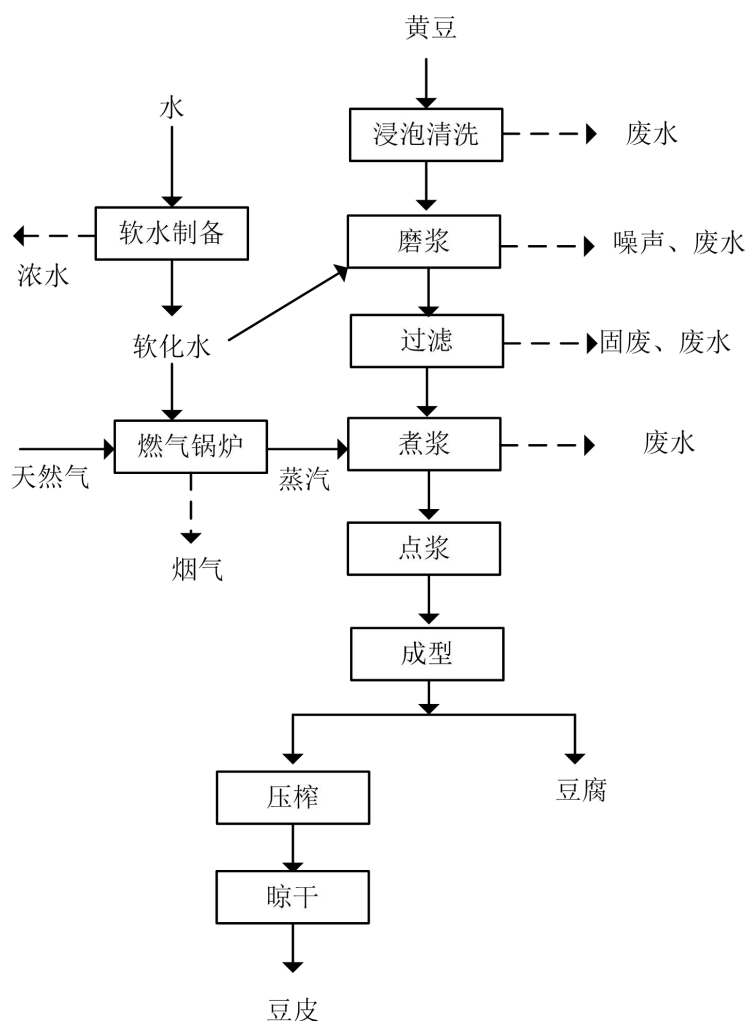 黄豆
水
浸泡清洗
废水
软水制备
磨浆
噪声、废水
浓水
软化水
过滤
固废、废水
燃气锅炉
煮浆
废水
天然气
蒸汽
点浆
烟气
成型
压榨
豆腐
晾干
豆皮